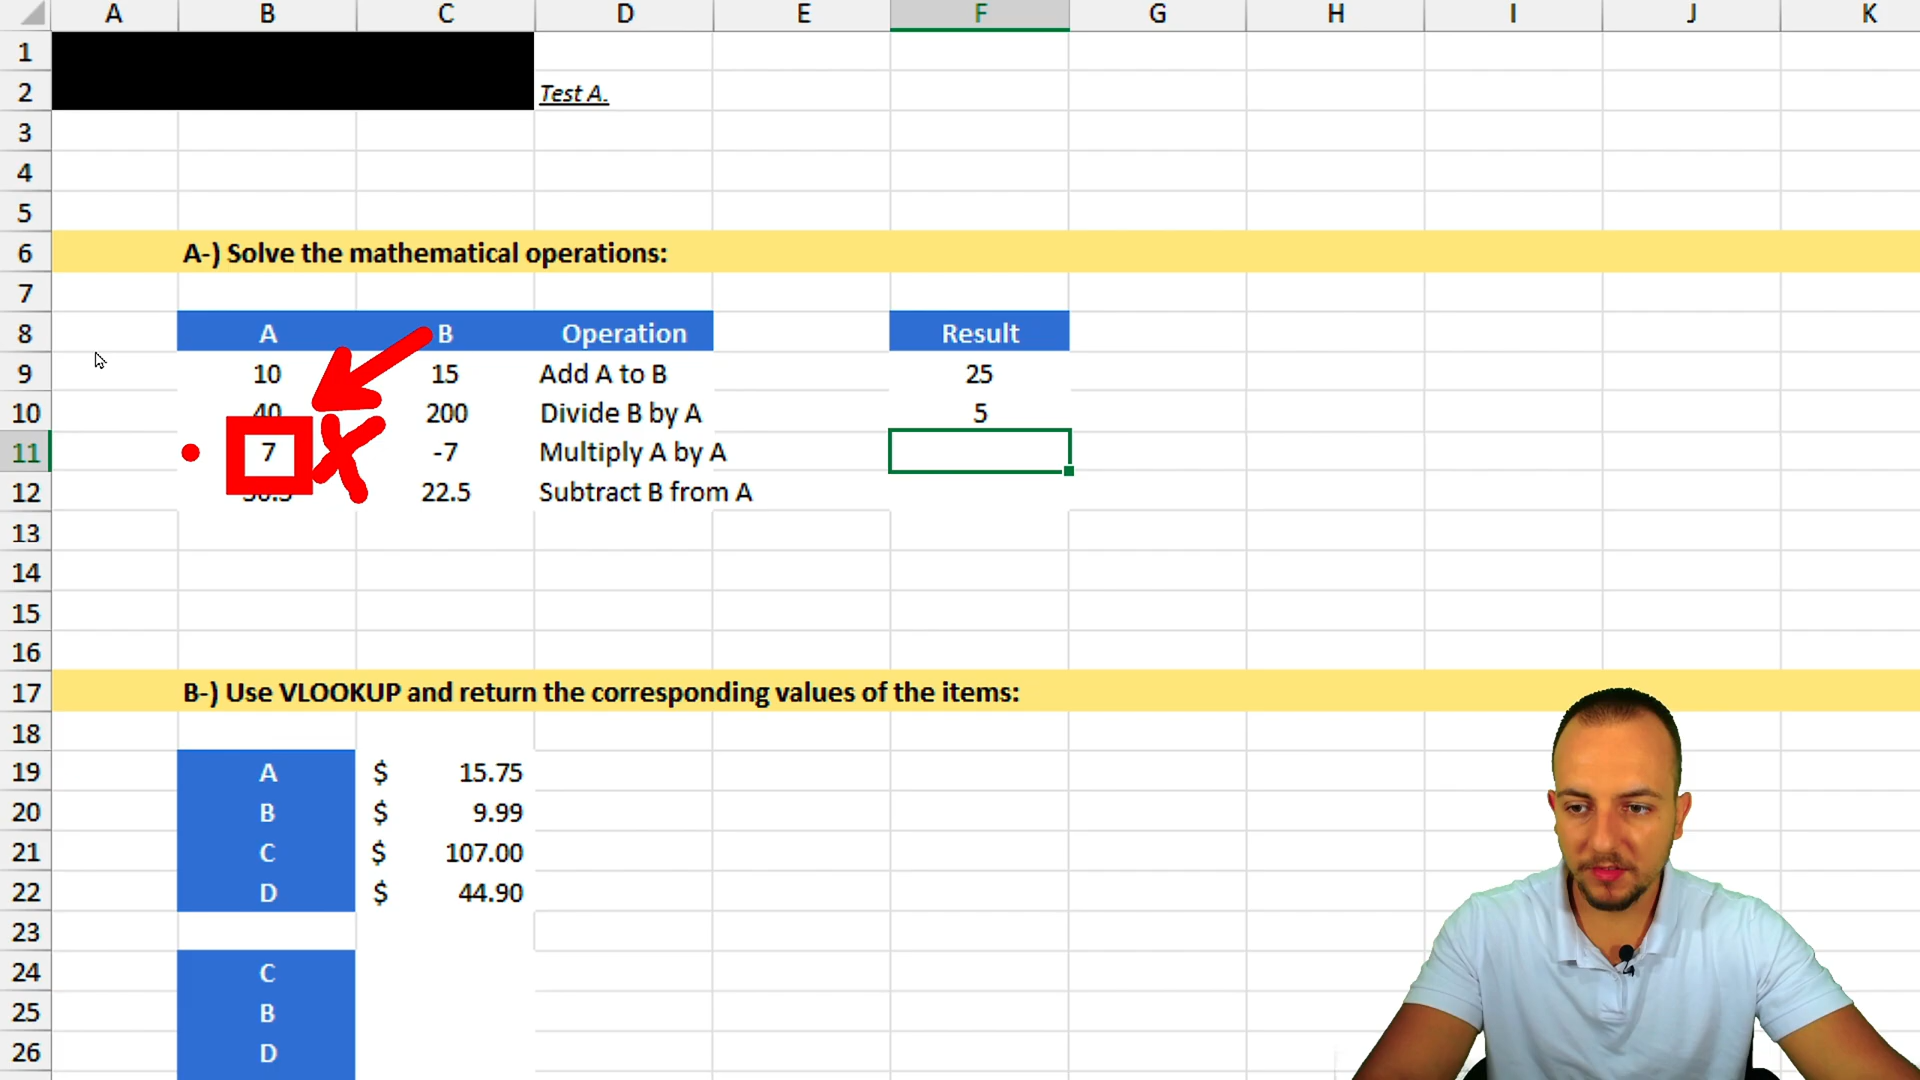 A B C D E F G H I J K
1
2 Test A.
3
4
5
6 A-) Solve the mathematical operations:
7
8 A B Operation Result
9 10 15 Add A to B 25
10 40 200 Divide B by A 5
11 7 X -7 Multiply A by A
12 22.5 Subtract B from A
13
14
15
16
17 B-) Use VLOOKUP and return the corresponding values of the items:
18
19 A $ 15.75
20 B $ 9.99
21 C $ 107.00
22 D $ 44.90
23
24 C
25 B
26 D